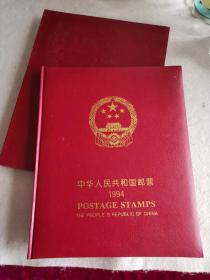 中华人民共和国邮票
1994
POSTAGE STAMPS
THE PEOPLE'S REPUBLIC OF CHINA